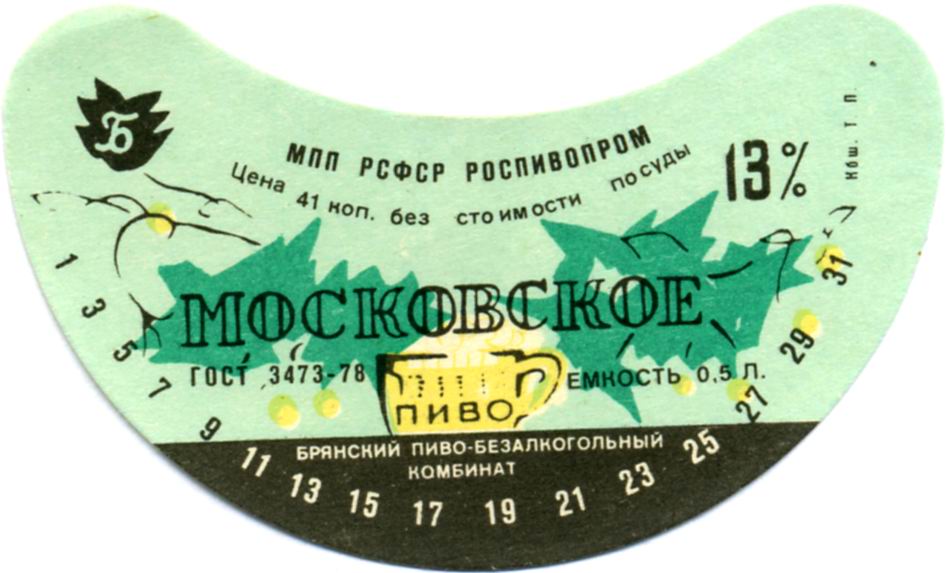 Б
МПП РСФСР РОСПИВОПРОМ
Цена 41 коп. без стоимости посуды
13%
Кбш. т п.
МОСКОВСКОЕ
ГОСТ 3473-78
ЕМКОСТЬ 0,5 Л.
ПИВО
БРЯНСКИЙ ПИВО-БЕЗАЛКОГОЛЬНЫЙ
КОМБИНАТ
1 3 5 7 9 11 13 15 17 19 21 23 25 27 29 31